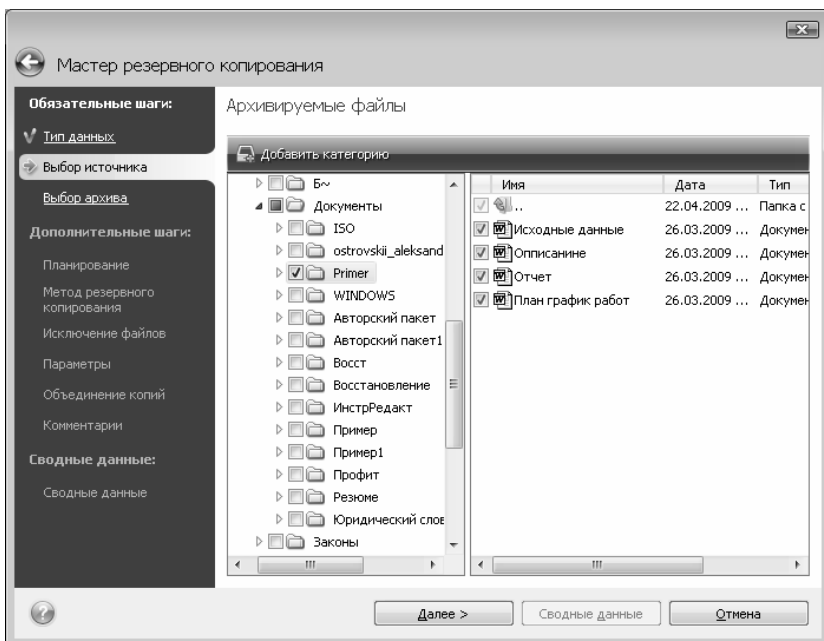 Мастер резервного копирования
Обязательные шаги:
Тип данных
Выбор источника
Выбор архива
Дополнительные шаги:
Планирование
Метод резервного
копирования
Исключение файлов
Параметры
Объединение копий
Комментарии
Сводные данные:
Сводные данные
Архивируемые файлы
Добавить категорию
Б~
Документы
ISO
ostrovskii_aleksand
Primer
WINDOWS
Авторский пакет
Авторский пакет1
Восст
Восстановление
ИнстрРедакт
Пример
Пример1
Профит
Резюме
Юридический слов
Законы
Имя Дата Тип
.. 22.04.2009 ... Папка с
Исходные данные 26.03.2009 ... Докумен
Опписанине 26.03.2009 ... Докумен
Отчет 26.03.2009 ... Докумен
План график работ 26.03.2009 ... Докумен
Далее >
Сводные данные
Отмена